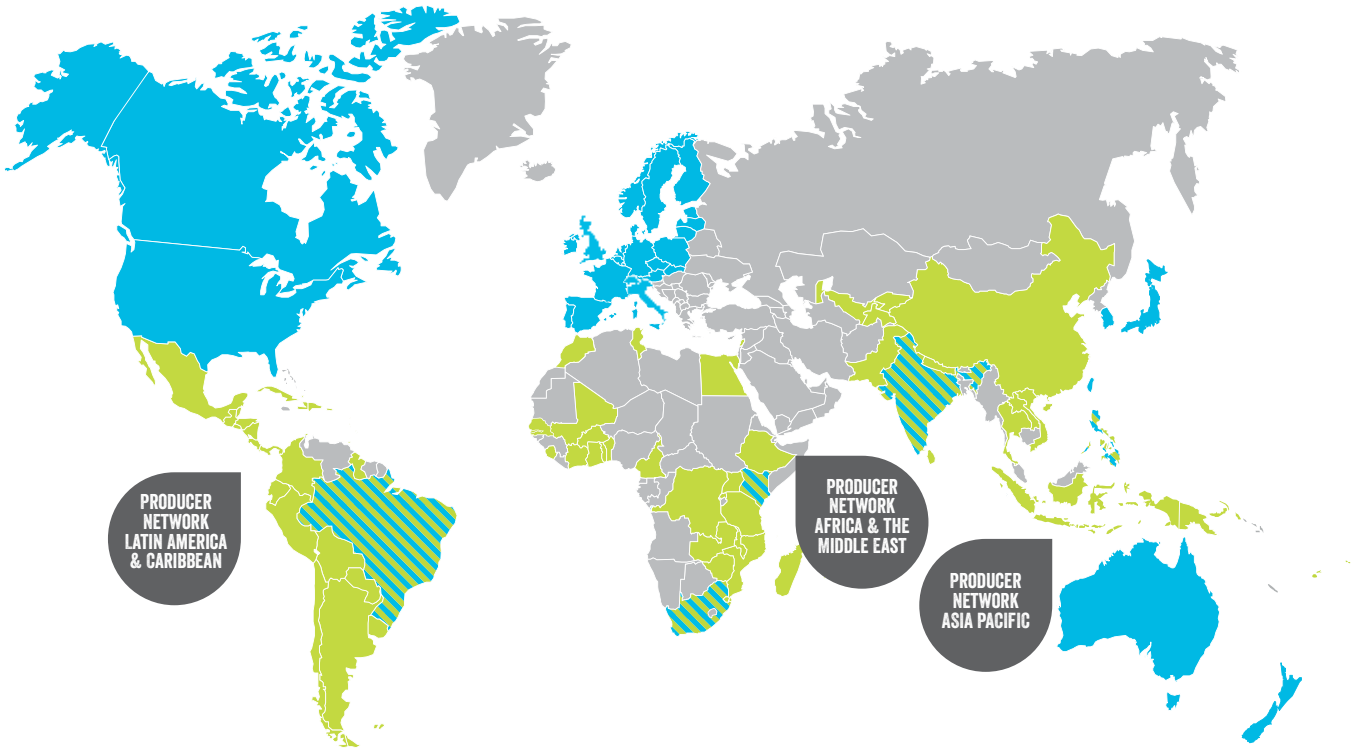 PRODUCER
NETWORK
LATIN AMERICA
& CARIBBEAN
PRODUCER
NETWORK
AFRICA & THE
MIDDLE EAST
PRODUCER
NETWORK
ASIA PACIFIC